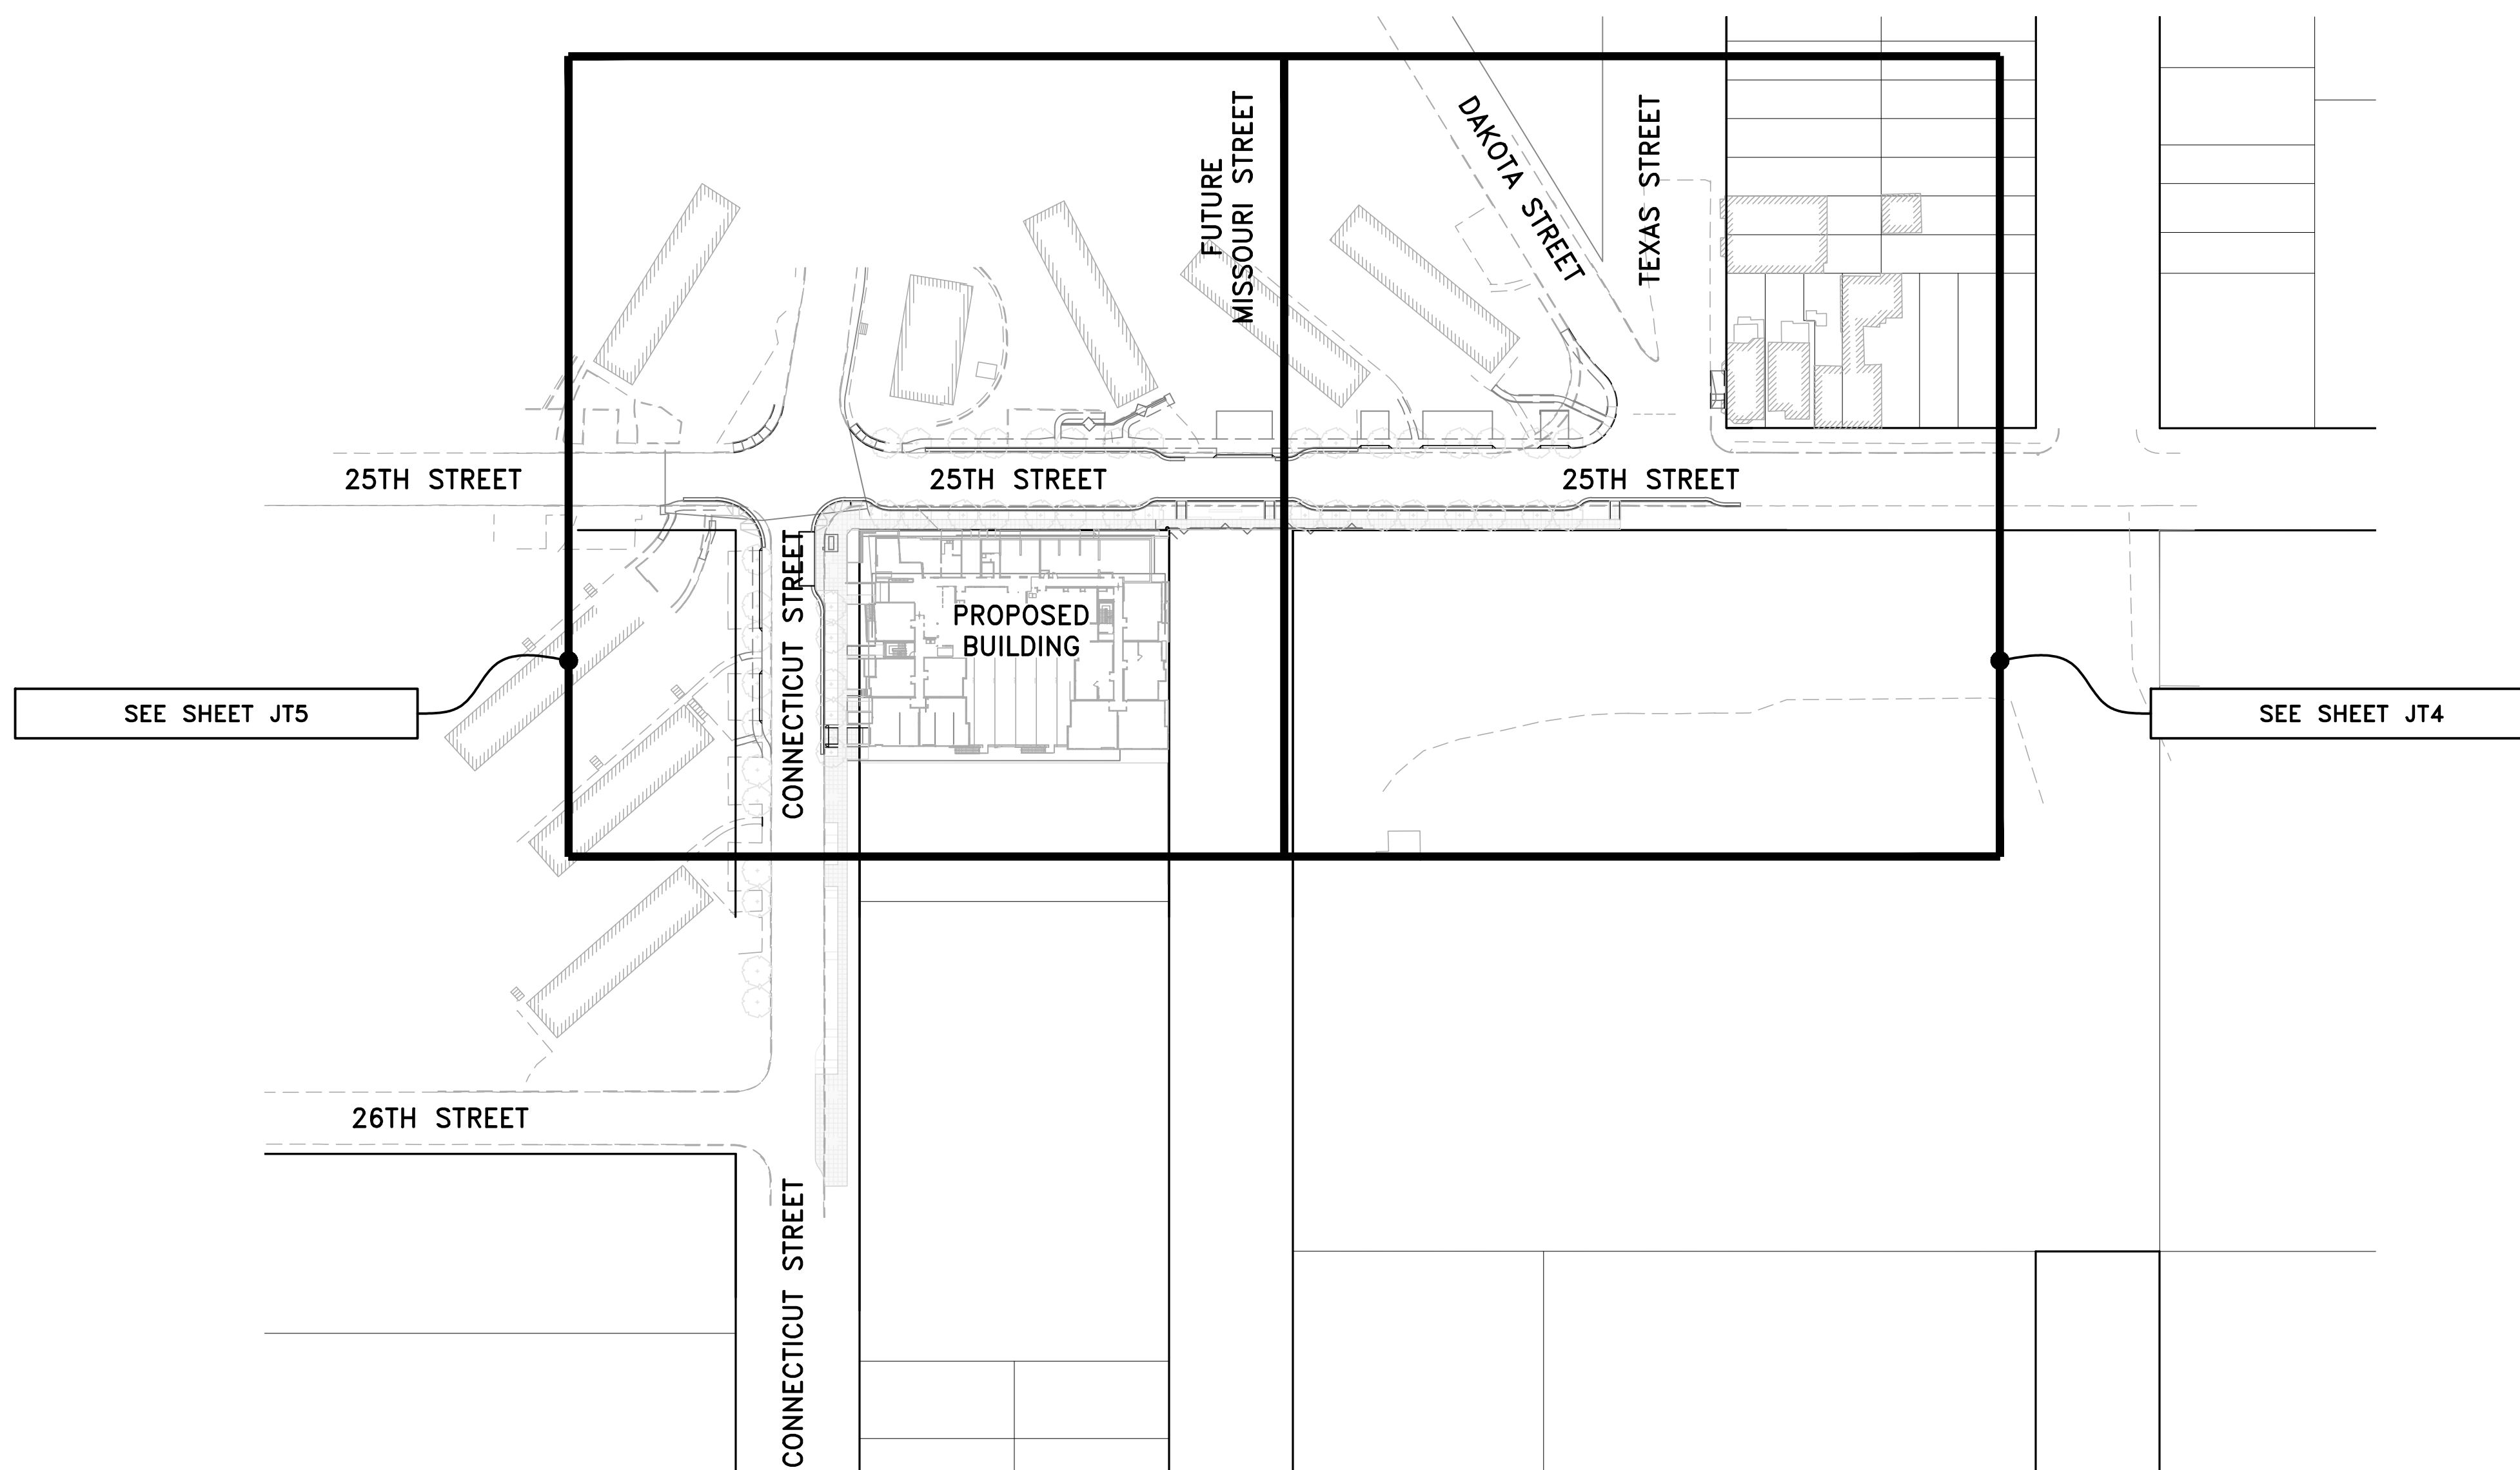 FUTURE
MISSOURI STREET
DAKOTA STREET
TEXAS STREET
25TH STREET
25TH STREET
25TH STREET
CONNECTICUT STREET
PROPOSED
BUILDING
SEE SHEET JT5
SEE SHEET JT4
26TH STREET
CONNECTICUT STREET